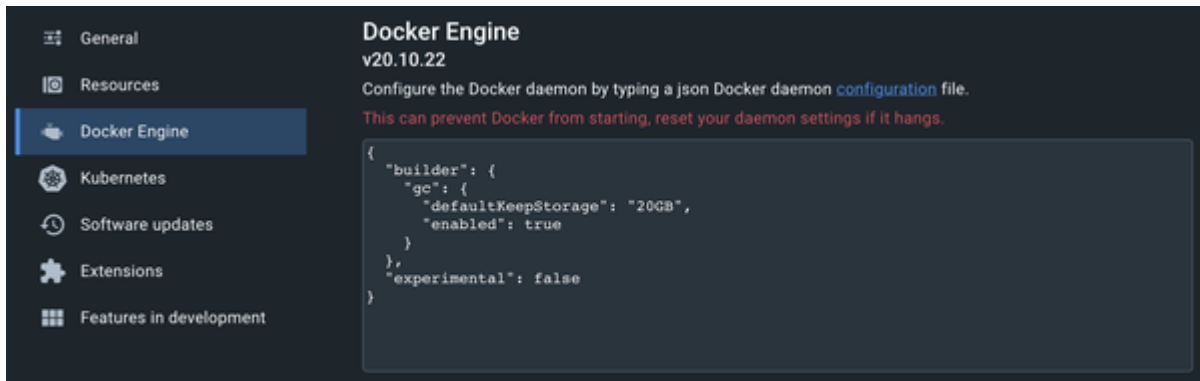 General
Resources
Docker Engine
Kubernetes
Software updates
Extensions
Features in development
Docker Engine
v20.10.22
Configure the Docker daemon by typing a json Docker daemon configuration file.
This can prevent Docker from starting, reset your daemon settings if it hangs.
{
  "builder": {
    "gc": {
      "defaultKeepStorage": "20GB",
      "enabled": true
    }
  },
  "experimental": false
}